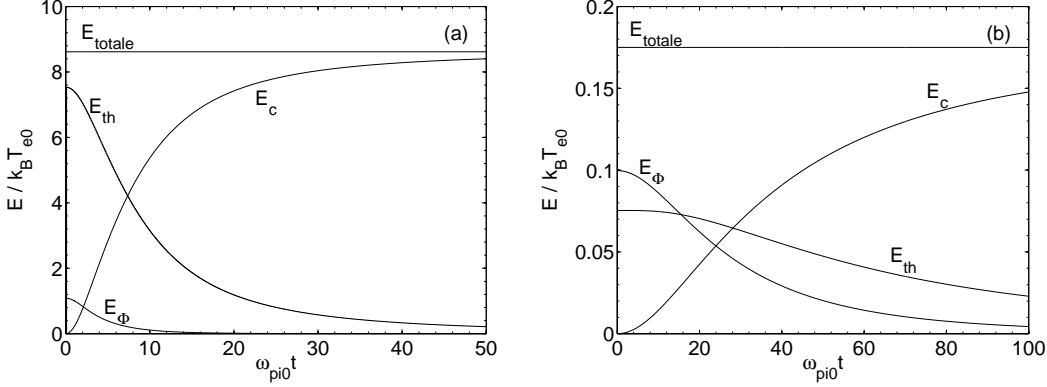 10
8
6
4
2
0
E / k_B T_e0
E_totale
(a)
E_th
E_c
E_Φ
0 10 20 30 40 50
ω_pi0 t
0.2
0.15
0.1
0.05
0
E / k_B T_e0
E_totale
(b)
E_c
E_Φ
E_th
0 20 40 60 80 100
ω_pi0 t